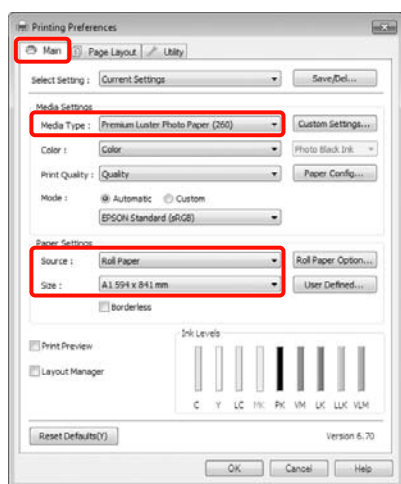 Printing Preferences
Main Page Layout Utility
Select Setting : Current Settings Save/Del...
Media Settings
Media Type : Premium Luster Photo Paper (260) Custom Settings...
Color : Color Photo Black Ink
Print Quality : Quality Paper Config...
Mode : Automatic Custom
EPSON Standard (sRGB)
Paper Settings
Source : Roll Paper Roll Paper Option...
Size : A1 594 x 841 mm User Defined...
Borderless
Ink Levels
Print Preview
Layout Manager
C Y LC MK PK VM LK LLK VLM
Reset Defaults(Y) Version 6.70
OK Cancel Help